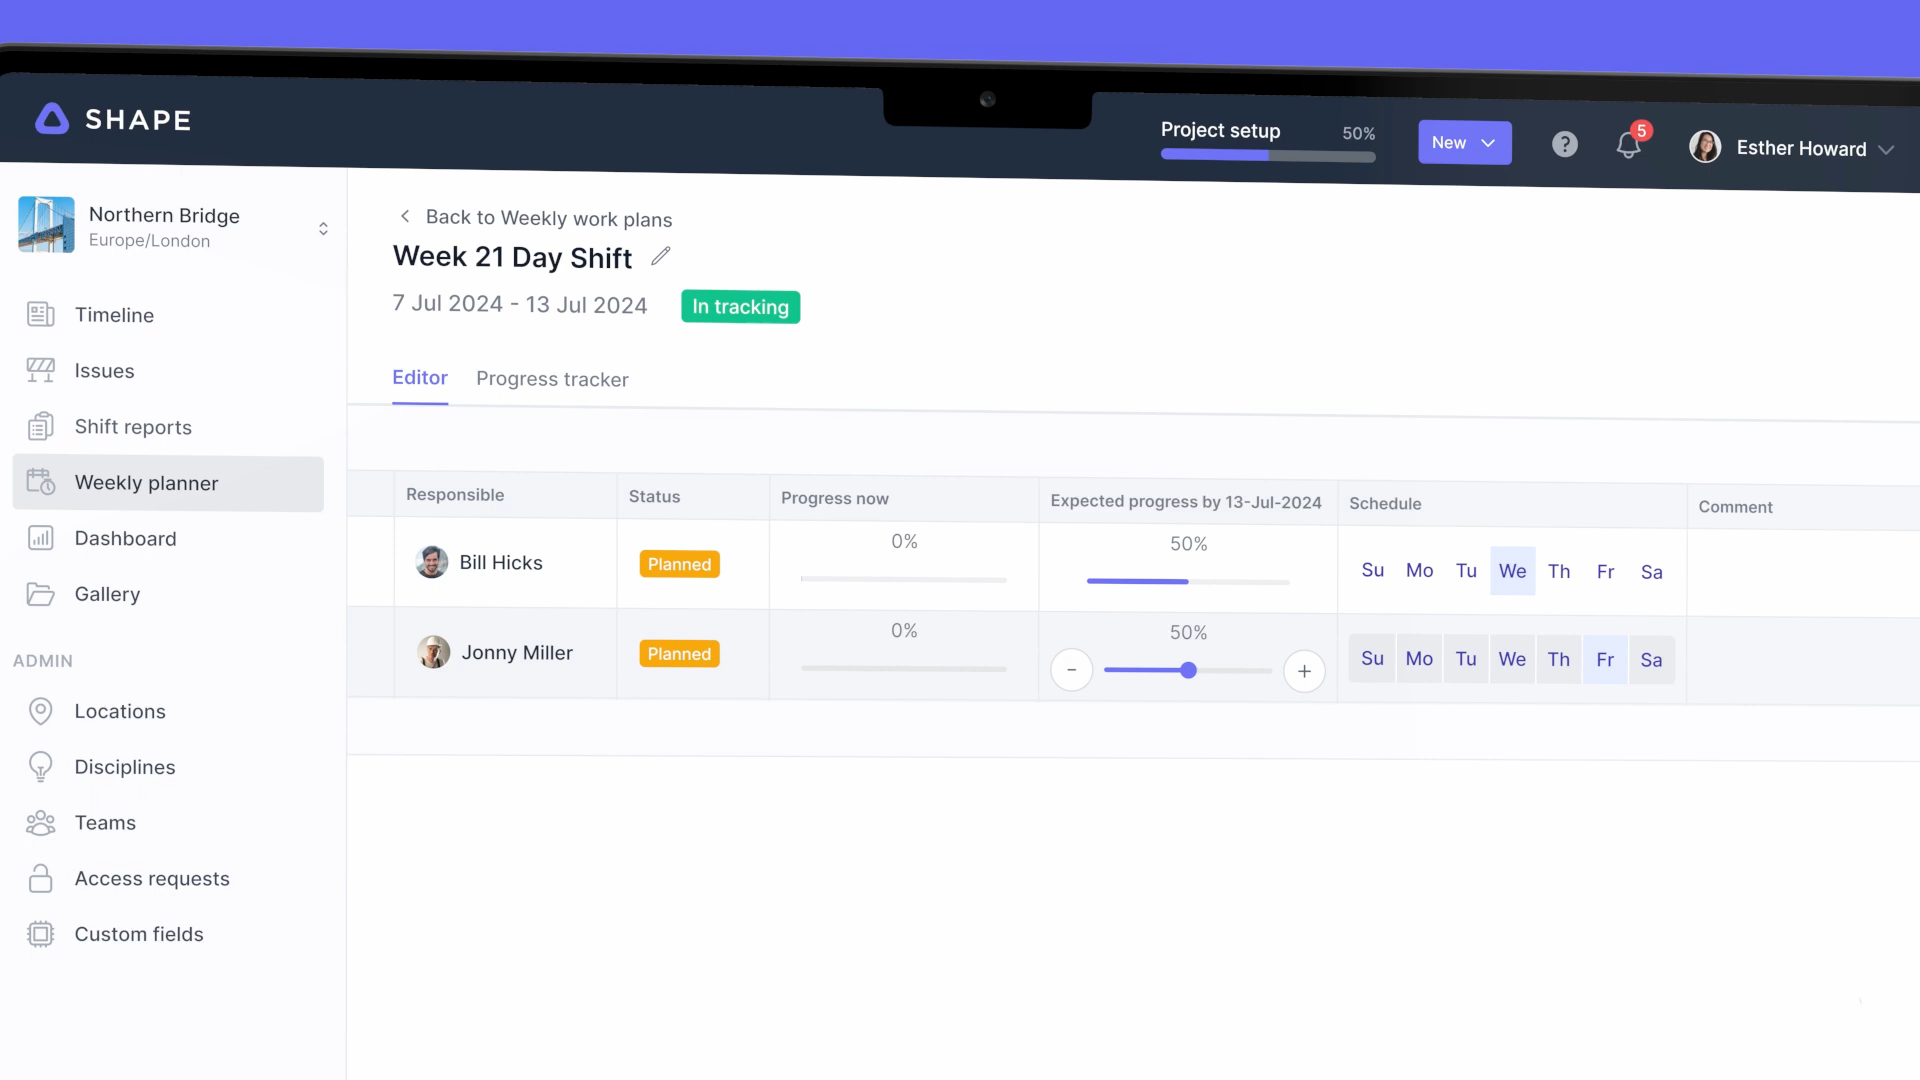 SHAPE
Project setup 50%
New
?
5
Esther Howard
Northern Bridge
Europe/London
Timeline
Issues
Shift reports
Weekly planner
Dashboard
Gallery
ADMIN
Locations
Disciplines
Teams
Access requests
Custom fields
Back to Weekly work plans
Week 21 Day Shift
7 Jul 2024 - 13 Jul 2024 In tracking
Editor Progress tracker
Responsible Status Progress now Expected progress by 13-Jul-2024 Schedule Comment
Bill Hicks Planned 0% 50% Su Mo Tu We Th Fr Sa
Jonny Miller Planned 0% 50% - + Su Mo Tu We Th Fr Sa